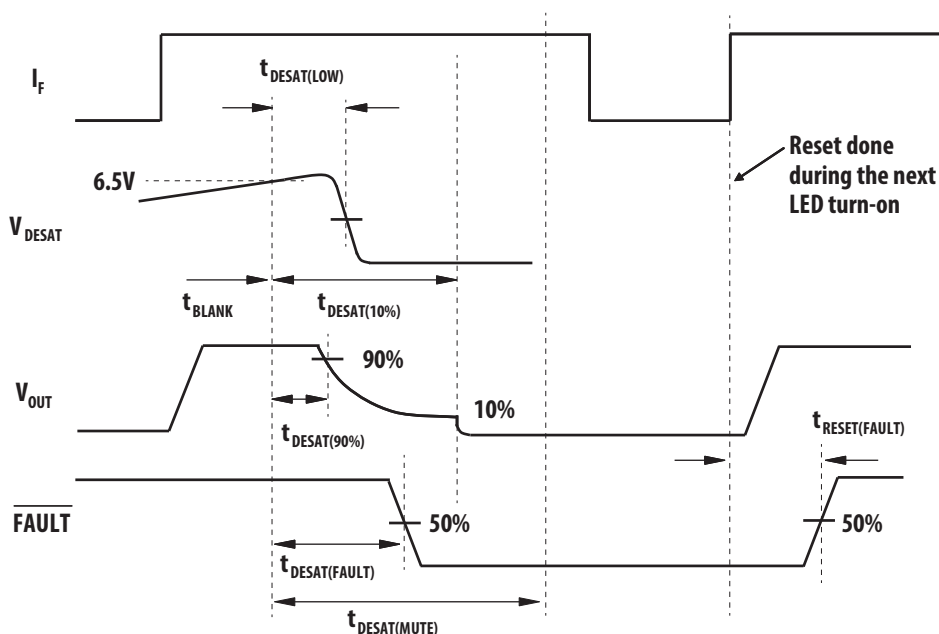 I_F
t_DESAT(LOW)
Reset done
during the next
LED turn-on
6.5V
V_DESAT
t_BLANK
t_DESAT(10%)
90%
V_OUT
10%
t_DESAT(90%)
t_RESET(FAULT)
FAULT
50%
50%
t_DESAT(FAULT)
t_DESAT(MUTE)